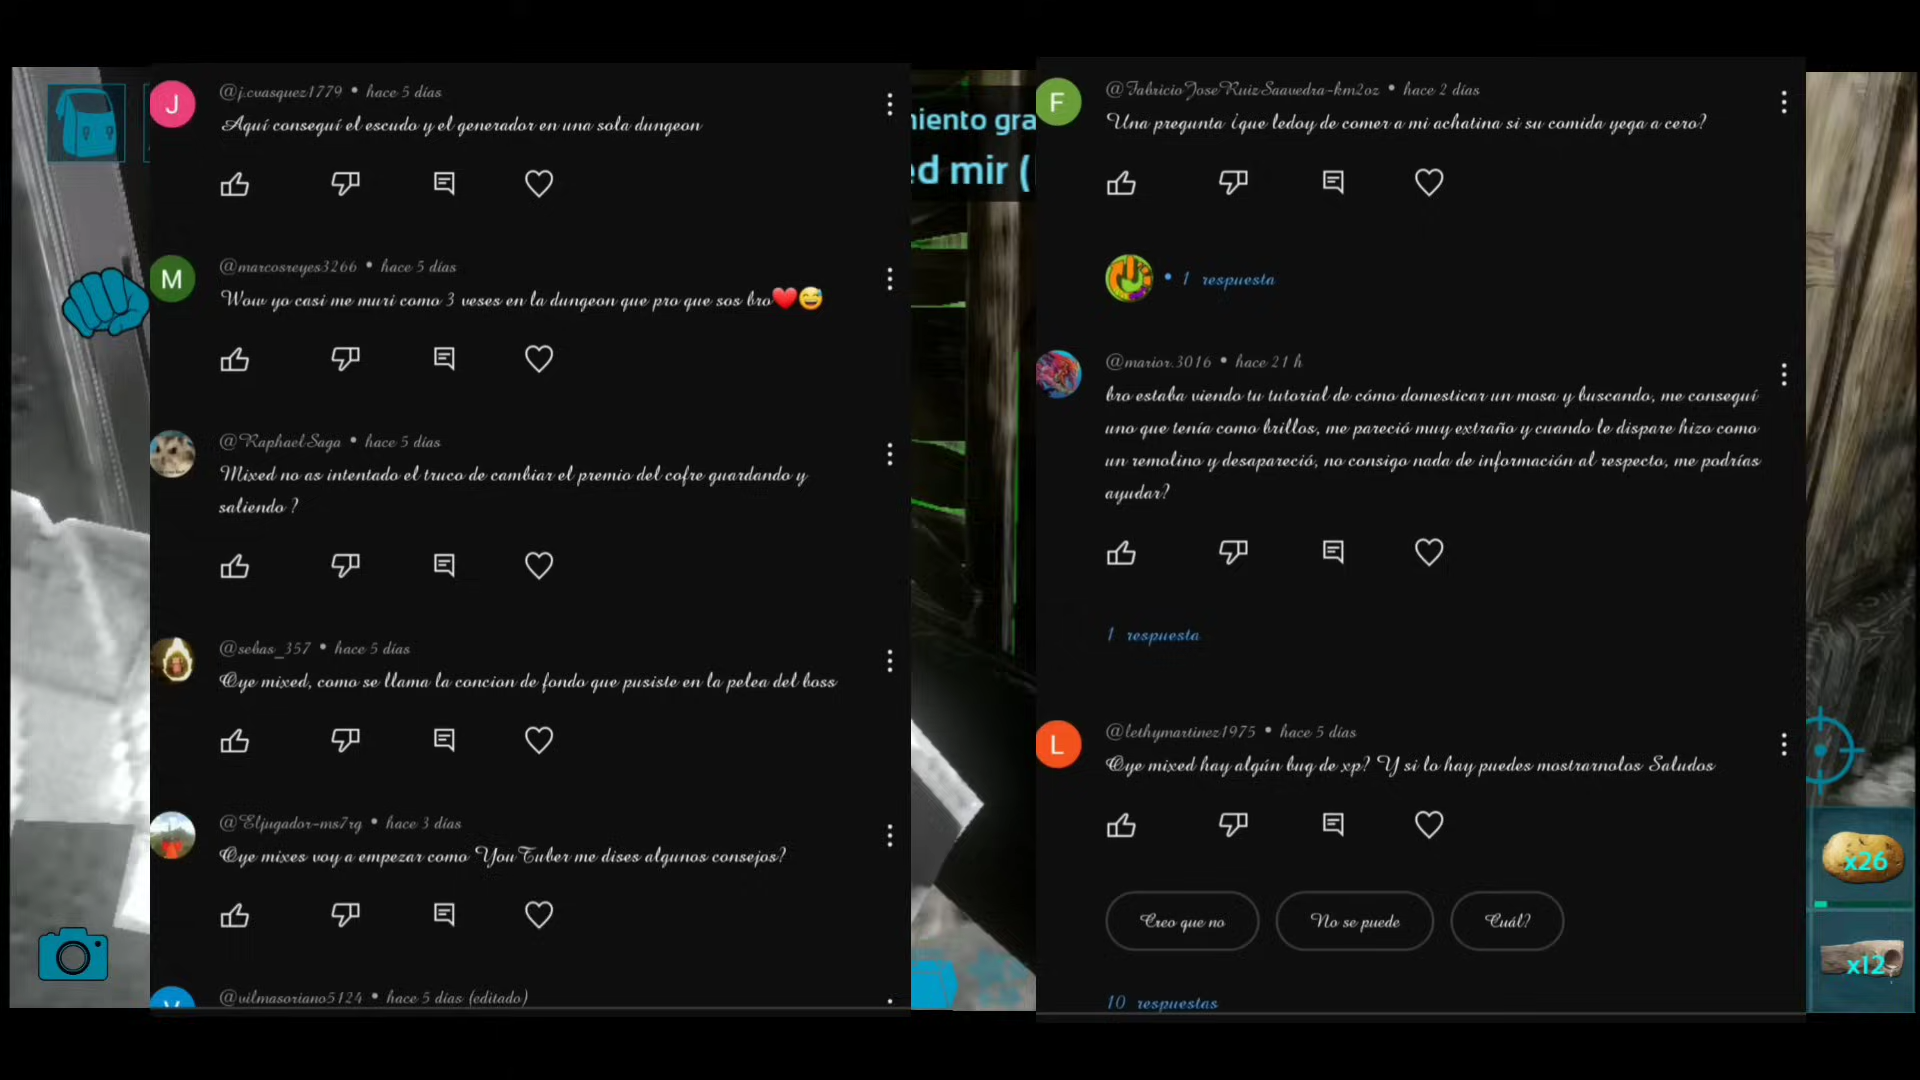 @j.cvasquez1779 • hace 5 días
Aquí conseguí el escudo y el generador en una sola dungeon
@marcosreyes3266 • hace 5 días
Wow yo casi me muri como 3 veses en la dungeon que pro que sos bro❤️😅
@RaphaelSaga • hace 5 días
Mixed no as intentado el truco de cambiar el premio del cofre guardando y
saliendo ?
@sebas_357 • hace 5 días
Oye mixed, como se llama la concion de fondo que pusiste en la pelea del boss
@Eljugador-ms7rg • hace 3 días
Oye mixes voy a empezar como YouTuber me dises algunos consejos?
@vilmasoriano5124 • hace 5 días (editado)
miento gra
ed mir (
@FabricioJoseRuizSaavedra-km2oz • hace 2 días
Una pregunta ¿que ledoy de comer a mi achatina si su comida yega a cero?
• 1 respuesta
@marior.3016 • hace 21 h
bro estaba viendo tu tutorial de cómo domesticar un mosa y buscando, me conseguí
uno que tenía como brillos, me pareció muy extraño y cuando le dispare hizo como
un remolino y desapareció, no consigo nada de información al respecto, me podrías
ayudar?
1 respuesta
@lethymartinez1975 • hace 5 días
Oye mixed hay algún bug de xp? Y si lo hay puedes mostrarnolos Saludos
Creo que no
No se puede
Cuál?
10 respuestas
x26
x12
J
M
F
L